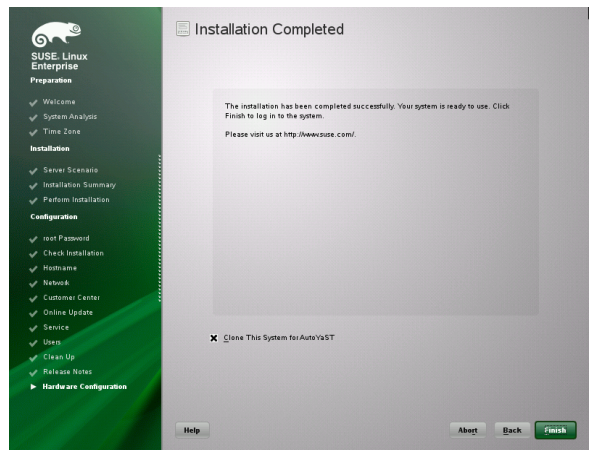 SUSE. Linux
Enterprise
Preparation
Welcome
System Analysis
Time Zone
Installation
Server Scenario
Installation Summary
Perform Installation
Configuration
root Password
Check Installation
Hostname
Network
Customer Center
Online Update
Service
Users
Clean Up
Release Notes
Hardware Configuration
Installation Completed
The installation has been completed successfully. Your system is ready to use. Click
Finish to log in to the system.
Please visit us at http://www.suse.com/.
Clone This System for AutoYaST
Help
Abort
Back
Finish